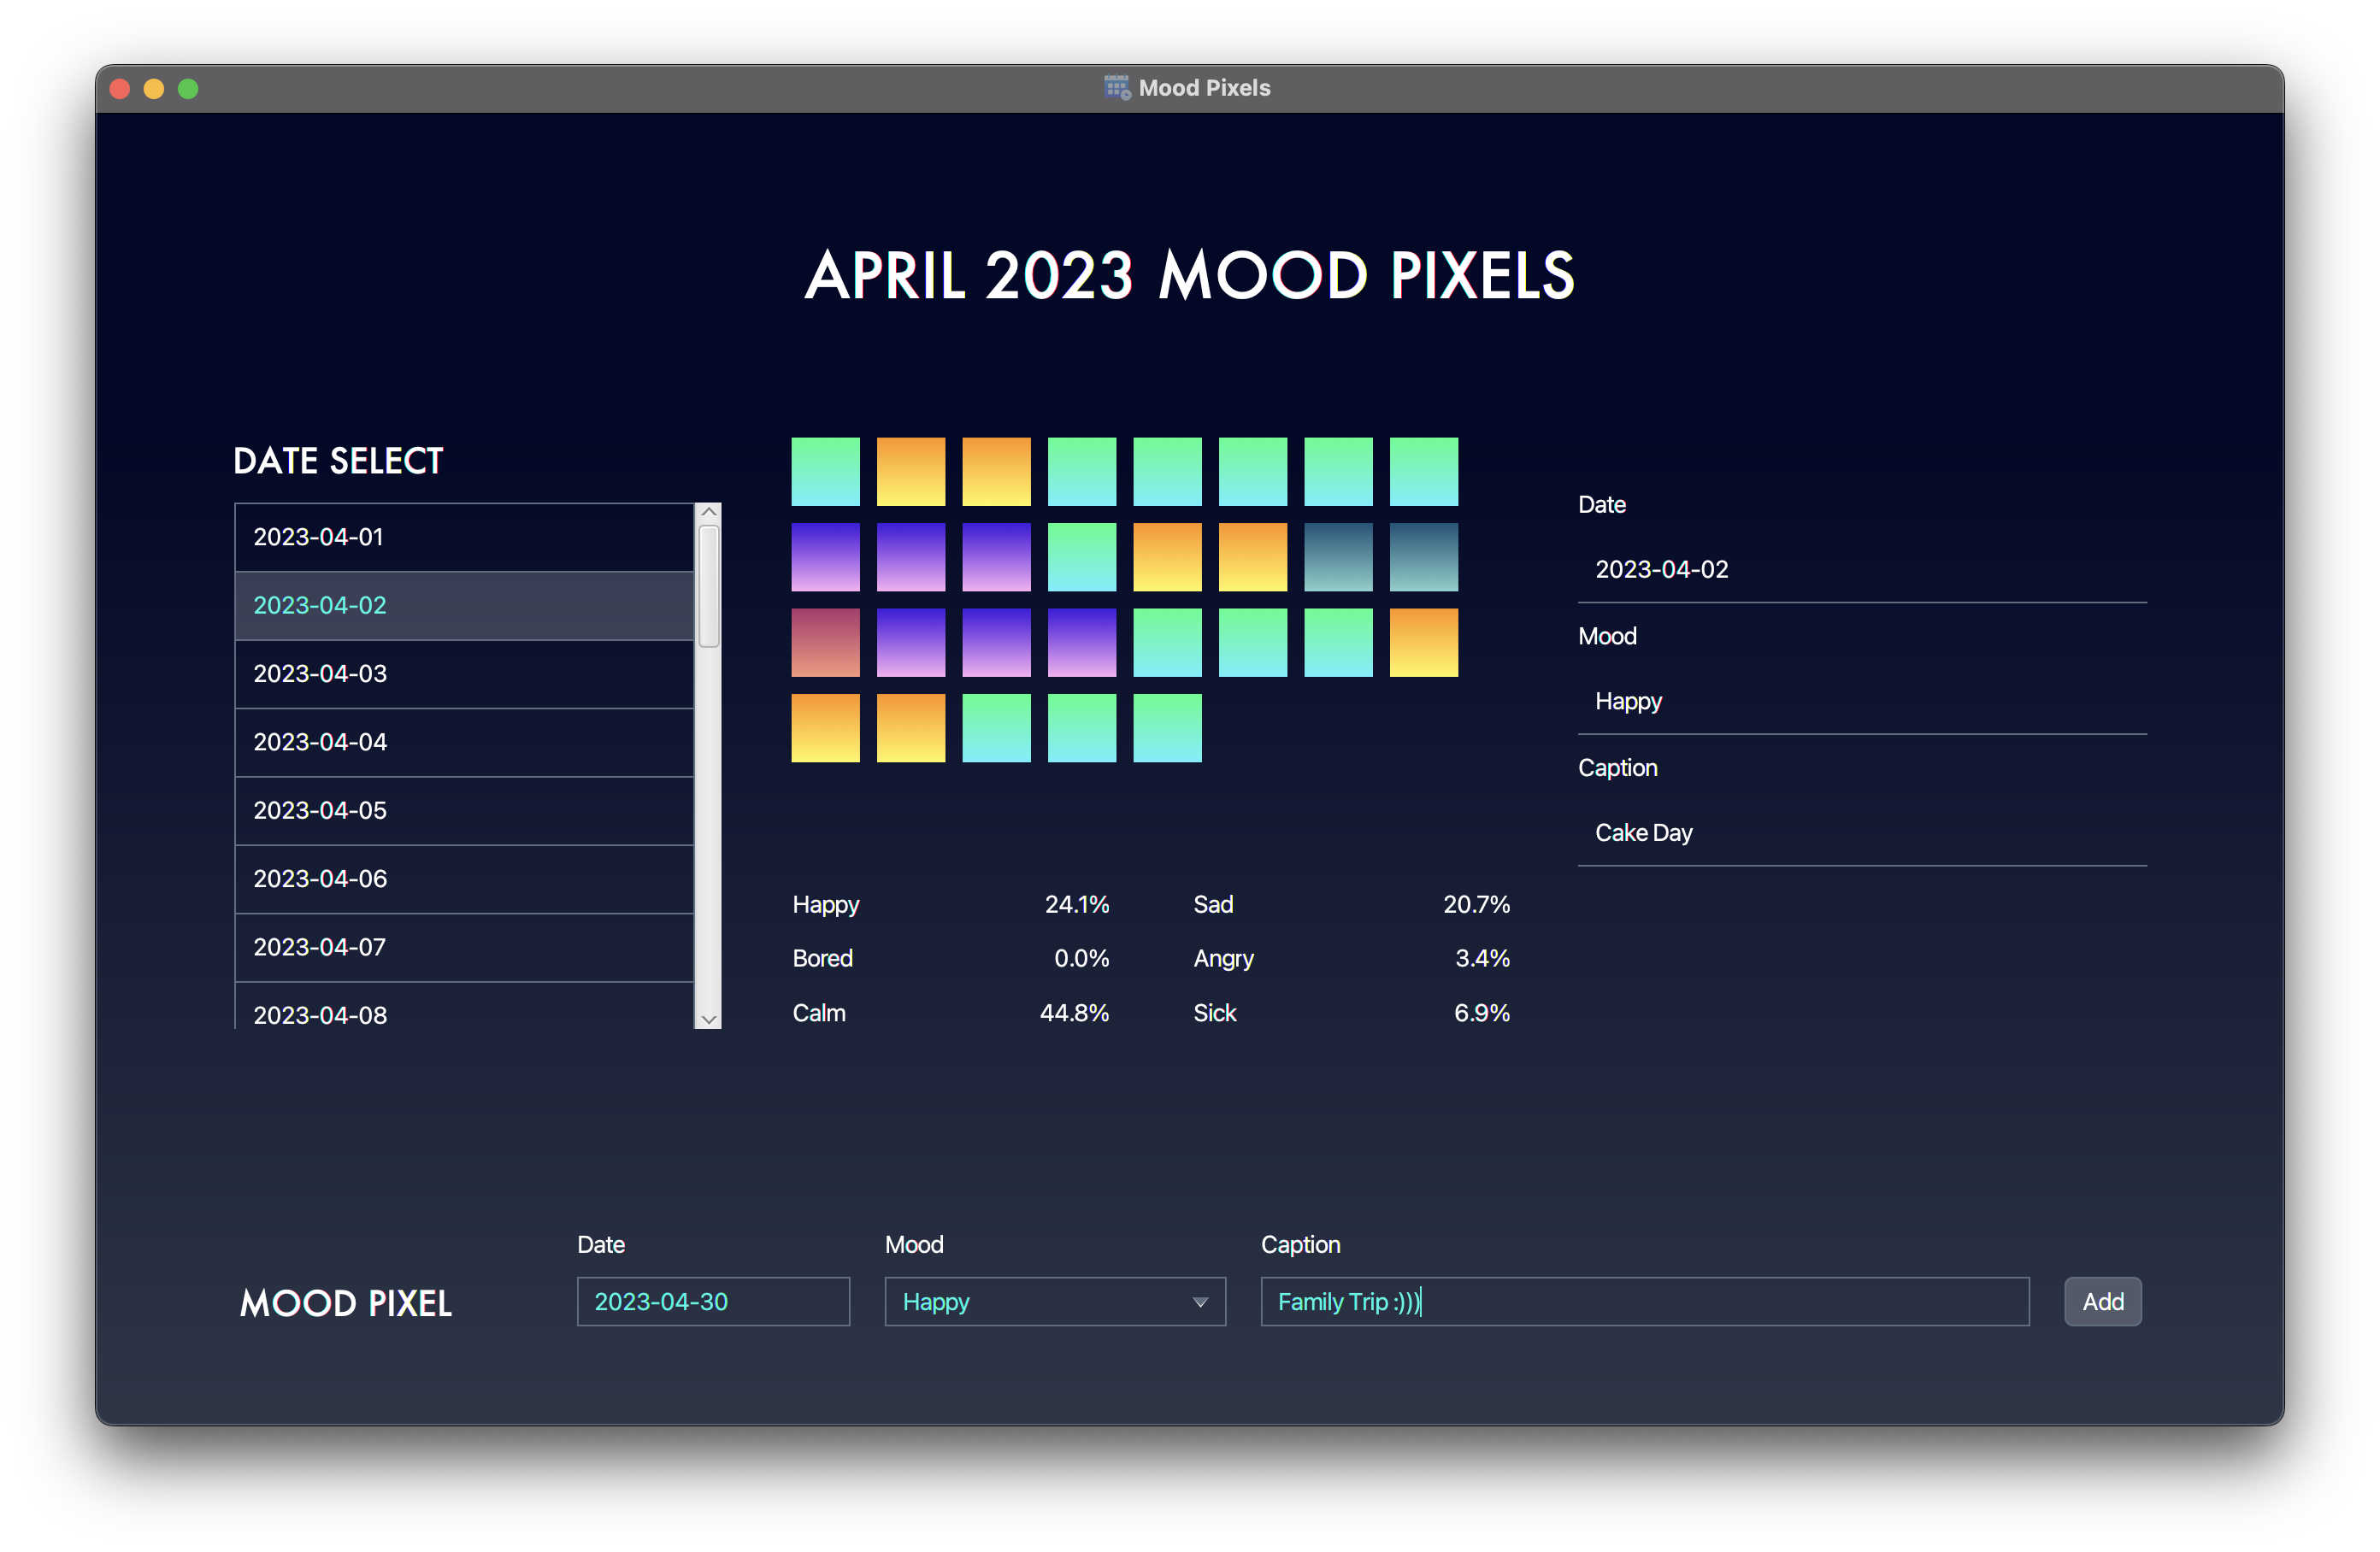 Mood Pixels
APRIL 2023 MOOD PIXELS
DATE SELECT
2023-04-01
2023-04-02
2023-04-03
2023-04-04
2023-04-05
2023-04-06
2023-04-07
2023-04-08
Happy 24.1% Sad 20.7%
Bored 0.0% Angry 3.4%
Calm 44.8% Sick 6.9%
Date
2023-04-02
Mood
Happy
Caption
Cake Day
MOOD PIXEL
Date Mood Caption
2023-04-30 Happy Family Trip :))) Add